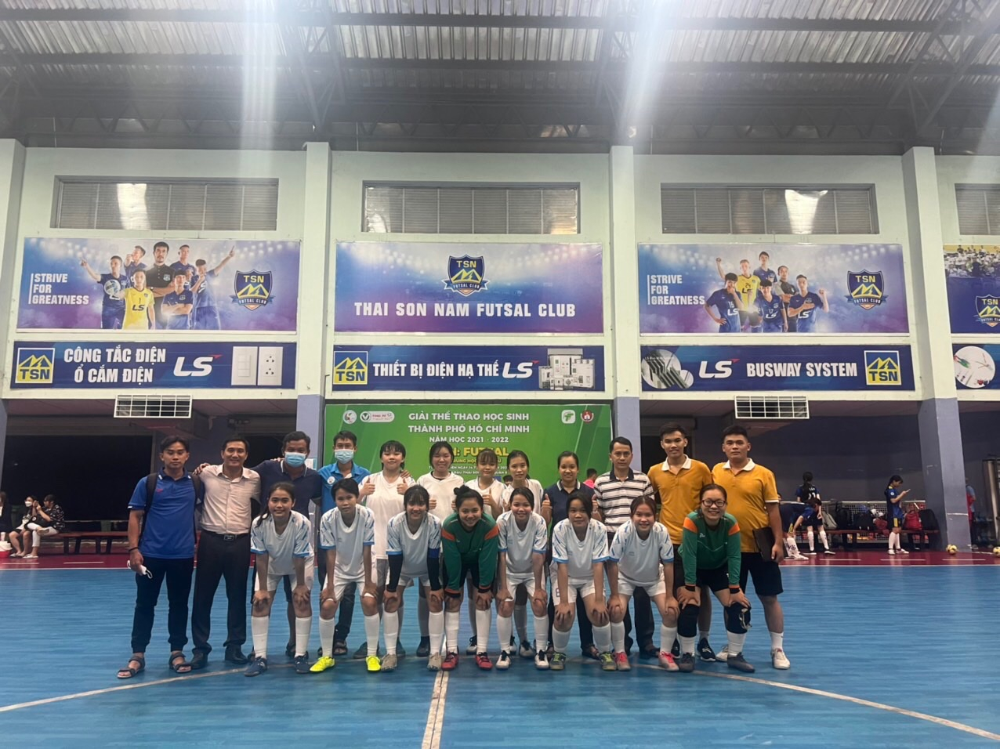 STRIVE
FOR
GREATNESS
TSN
FUTSAL CLUB
TSN
FUTSAL CLUB
THAI SON NAM FUTSAL CLUB
STRIVE
FOR
GREATNESS
TSN
FUTSAL CLUB
TSN
TSN
CÔNG TẮC ĐIỆN
Ổ CẮM ĐIỆN
LS
TSN
THIẾT BỊ ĐIỆN HẠ THẾ LS
LS
BUSWAY SYSTEM
TSN
GIẢI THỂ THAO HỌC SINH
THÀNH PHỐ HỒ CHÍ MINH
NĂM HỌC 2021 - 2022
FUTSAL